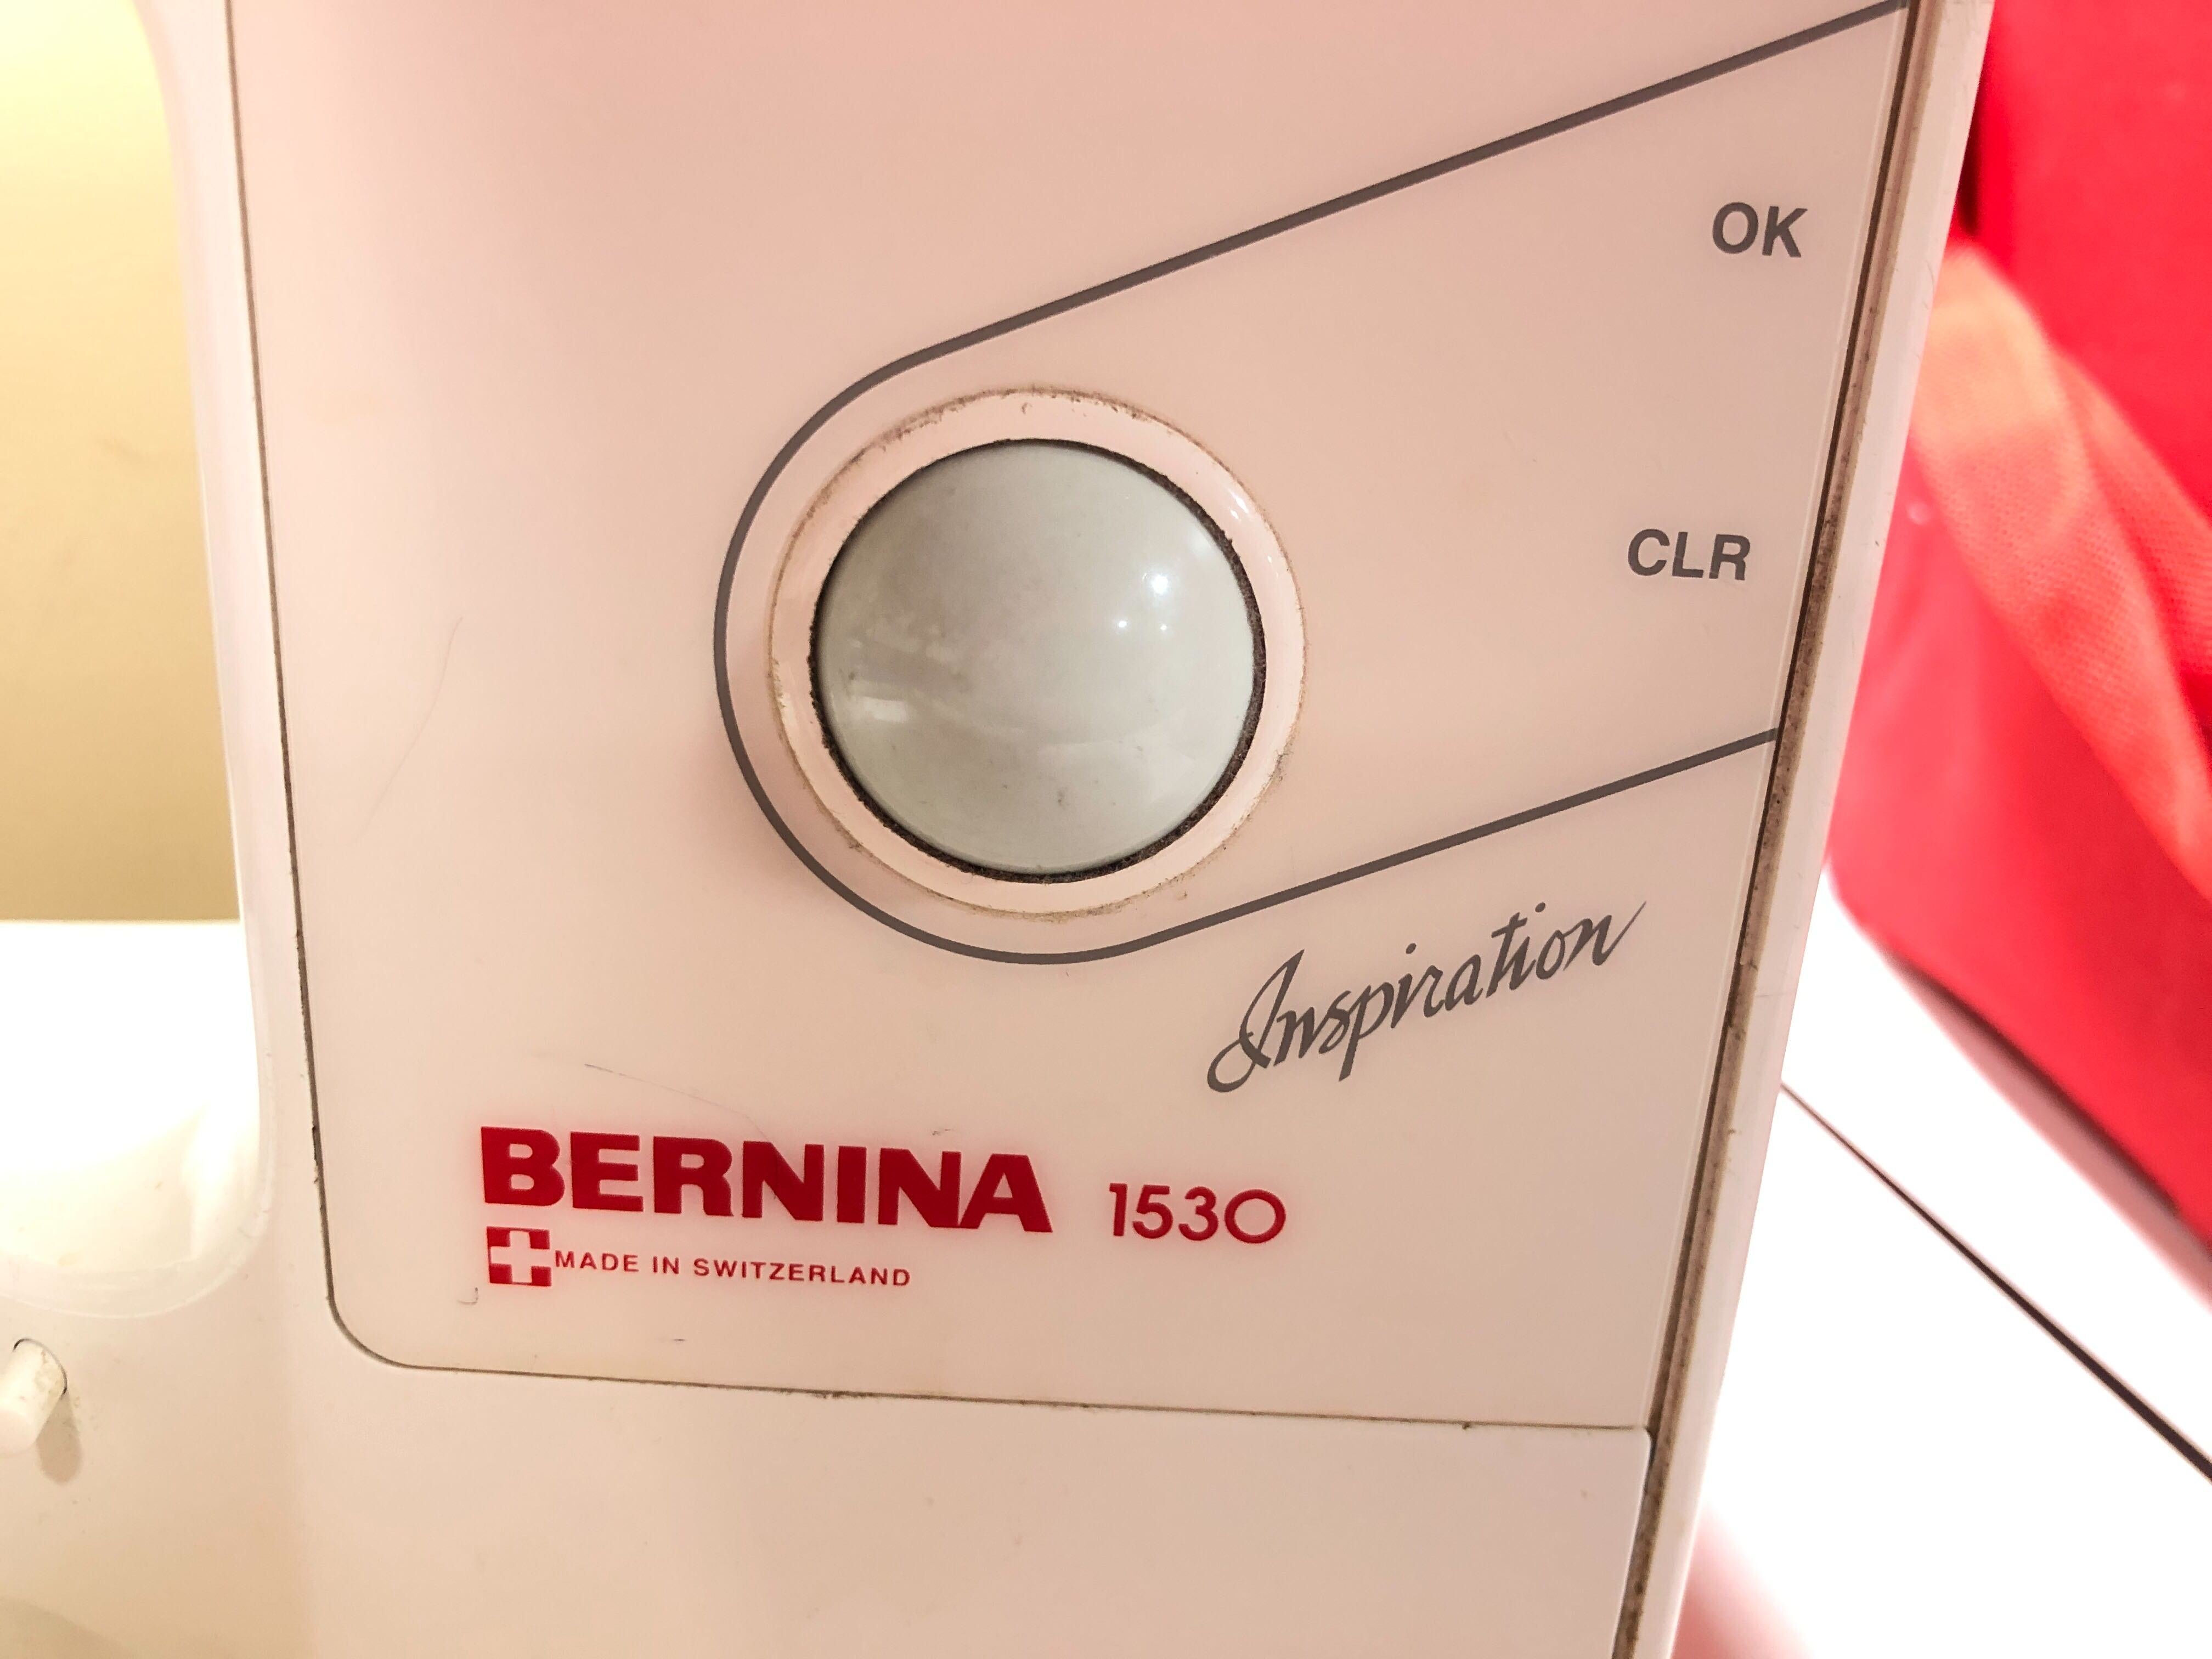 OK
CLR
Inspiration
BERNINA 1530
MADE IN SWITZERLAND